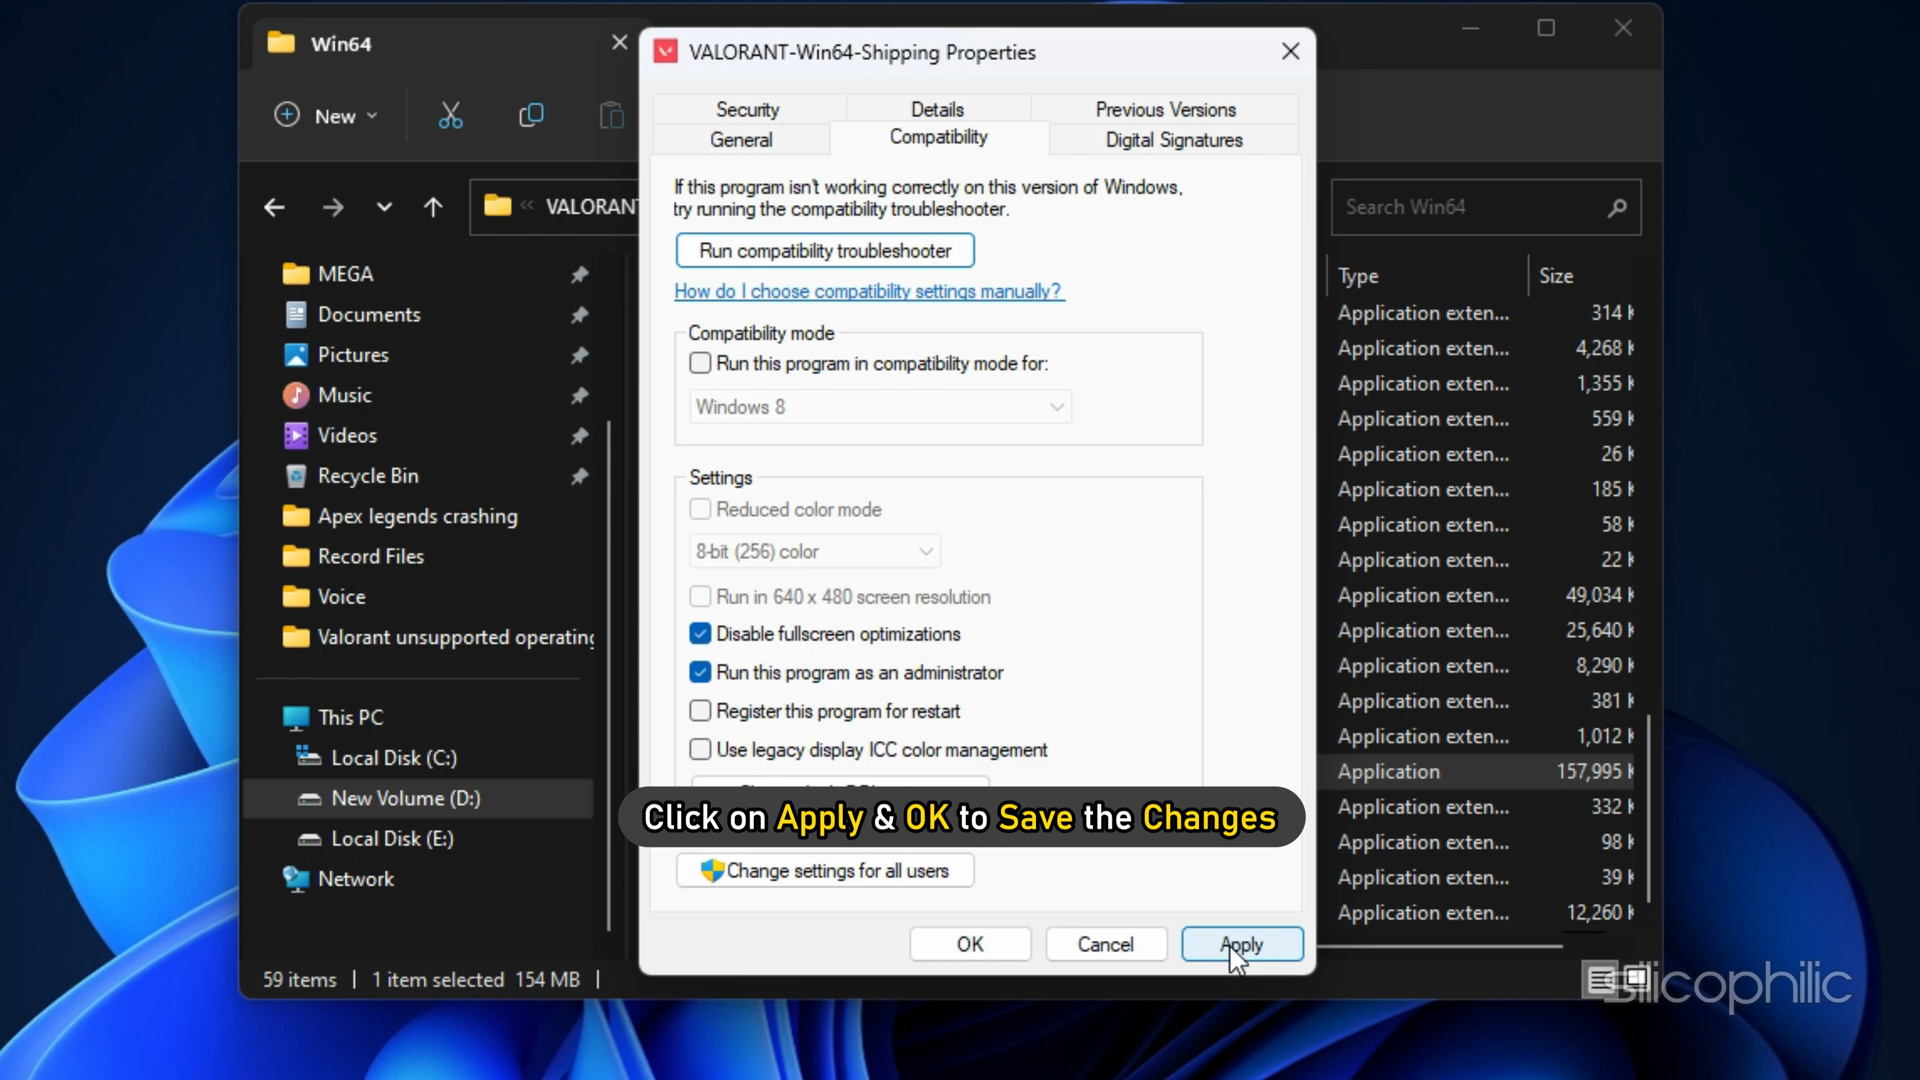 Win64
New
VALORANT
MEGA
Documents
Pictures
Music
Videos
Recycle Bin
Apex legends crashing
Record Files
Voice
Valorant unsupported operating
This PC
Local Disk (C:)
New Volume (D:)
Local Disk (E:)
Network
59 items | 1 item selected 154 MB |
VALORANT-Win64-Shipping Properties
Security Details Previous Versions
General Compatibility Digital Signatures
If this program isn't working correctly on this version of Windows,
try running the compatibility troubleshooter.
Run compatibility troubleshooter
How do I choose compatibility settings manually?
Compatibility mode
Run this program in compatibility mode for:
Windows 8
Settings
Reduced color mode
8-bit (256) color
Run in 640 x 480 screen resolution
Disable fullscreen optimizations
Run this program as an administrator
Register this program for restart
Use legacy display ICC color management
Click on Apply & OK to Save the Changes
Change settings for all users
OK Cancel Apply
Search Win64
Type Size
Application exten... 314 K
Application exten... 4,268 K
Application exten... 1,355 K
Application exten... 559 K
Application exten... 26 K
Application exten... 185 K
Application exten... 58 K
Application exten... 22 K
Application exten... 49,034 K
Application exten... 25,640 K
Application exten... 8,290 K
Application exten... 381 K
Application exten... 1,012 K
Application 157,995 K
Application exten... 332 K
Application exten... 98 K
Application exten... 39 K
Application exten... 12,260 K
silicophilic